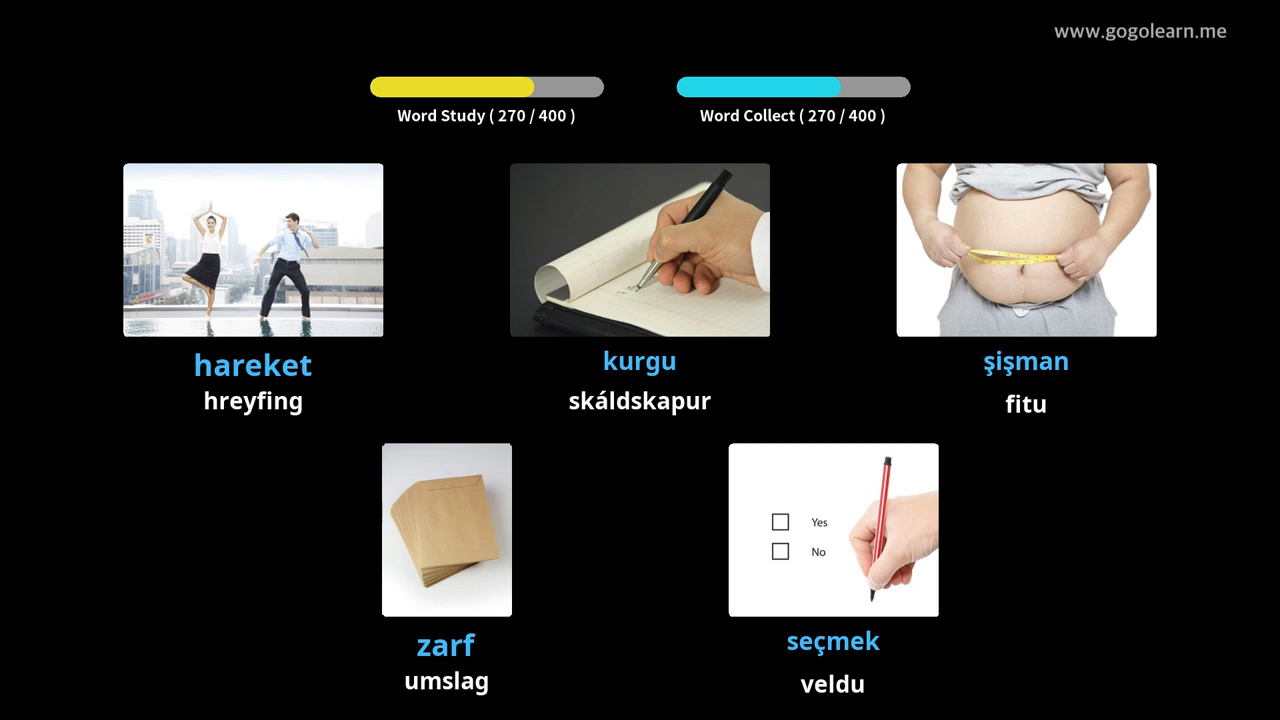 www.gogolearn.me
Word Study ( 270 / 400 )
Word Collect ( 270 / 400 )
hareket
hreyfing
kurgu
skáldskapur
şişman
fitu
Yes
No
zarf
umslag
seçmek
veldu